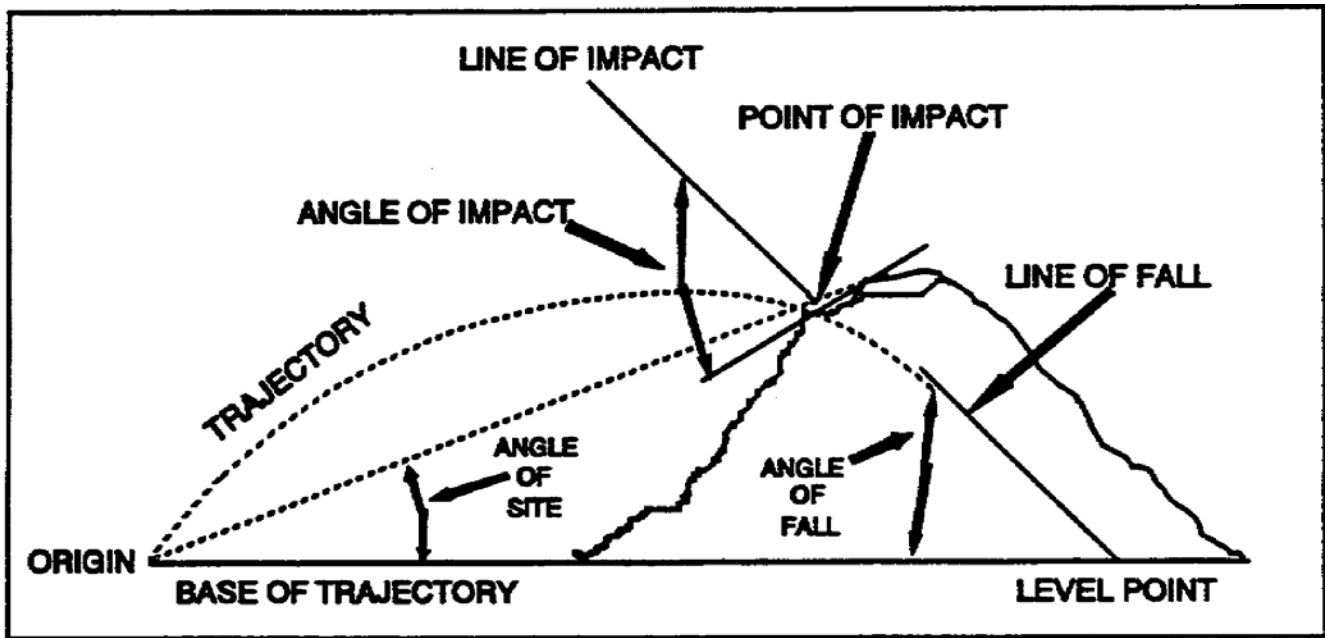 LINE OF IMPACT
POINT OF IMPACT
ANGLE OF IMPACT
LINE OF FALL
TRAJECTORY
ANGLE
OF
SITE
ANGLE
OF
FALL
ORIGIN
BASE OF TRAJECTORY
LEVEL POINT